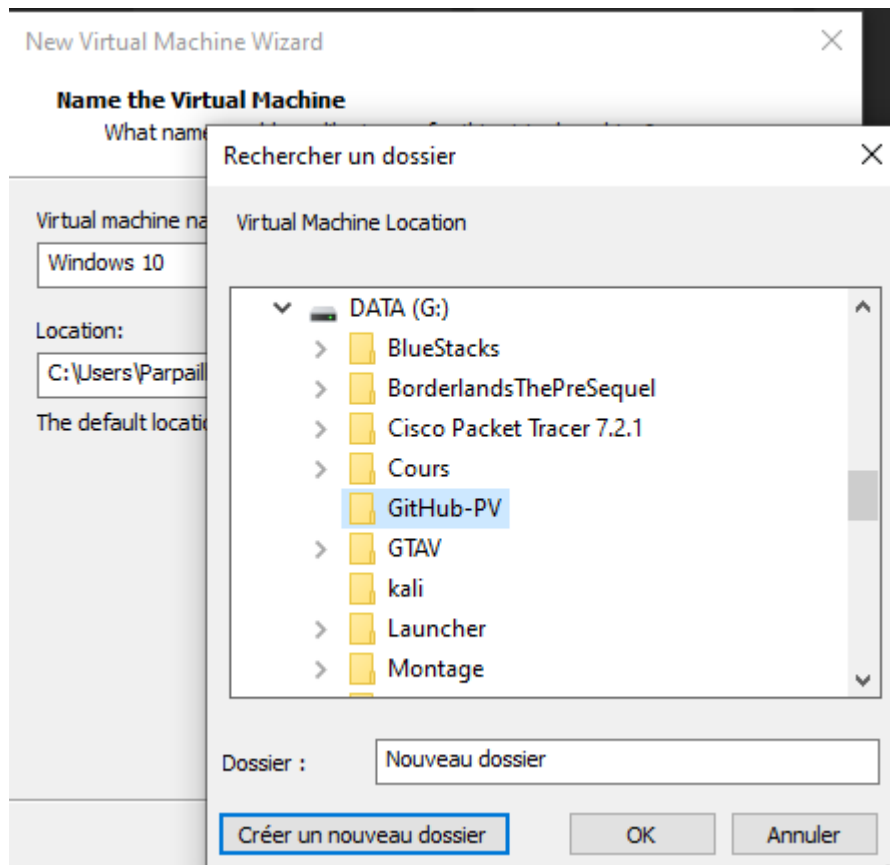 New Virtual Machine Wizard
Name the Virtual Machine
What name
Rechercher un dossier
Virtual machine na
Windows 10
Location:
C:\Users\Parpaill
The default locatio
Virtual Machine Location
DATA (G:)
BlueStacks
BorderlandsThePreSequel
Cisco Packet Tracer 7.2.1
Cours
GitHub-PV
GTAV
kali
Launcher
Montage
Dossier :
Nouveau dossier
Créer un nouveau dossier
OK
Annuler